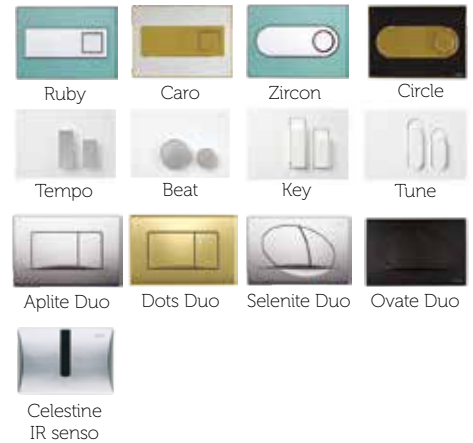 Ruby Caro Zircon Circle
Tempo Beat Key Tune
Aplite Duo Dots Duo Selenite Duo Ovate Duo
Celestine
IR senso